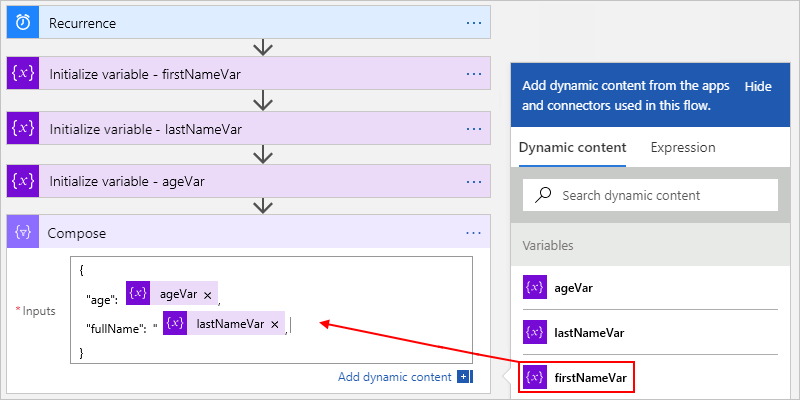 Recurrence
Initialize variable - firstNameVar
Initialize variable - lastNameVar
Initialize variable - ageVar
Compose
* Inputs
{
"age": {x} ageVar ×,
"fullName": " {x} lastNameVar ×,
}
Add dynamic content
Add dynamic content from the apps
and connectors used in this flow.
Hide
Dynamic content
Expression
Search dynamic content
Variables
{x} ageVar
{x} lastNameVar
{x} firstNameVar